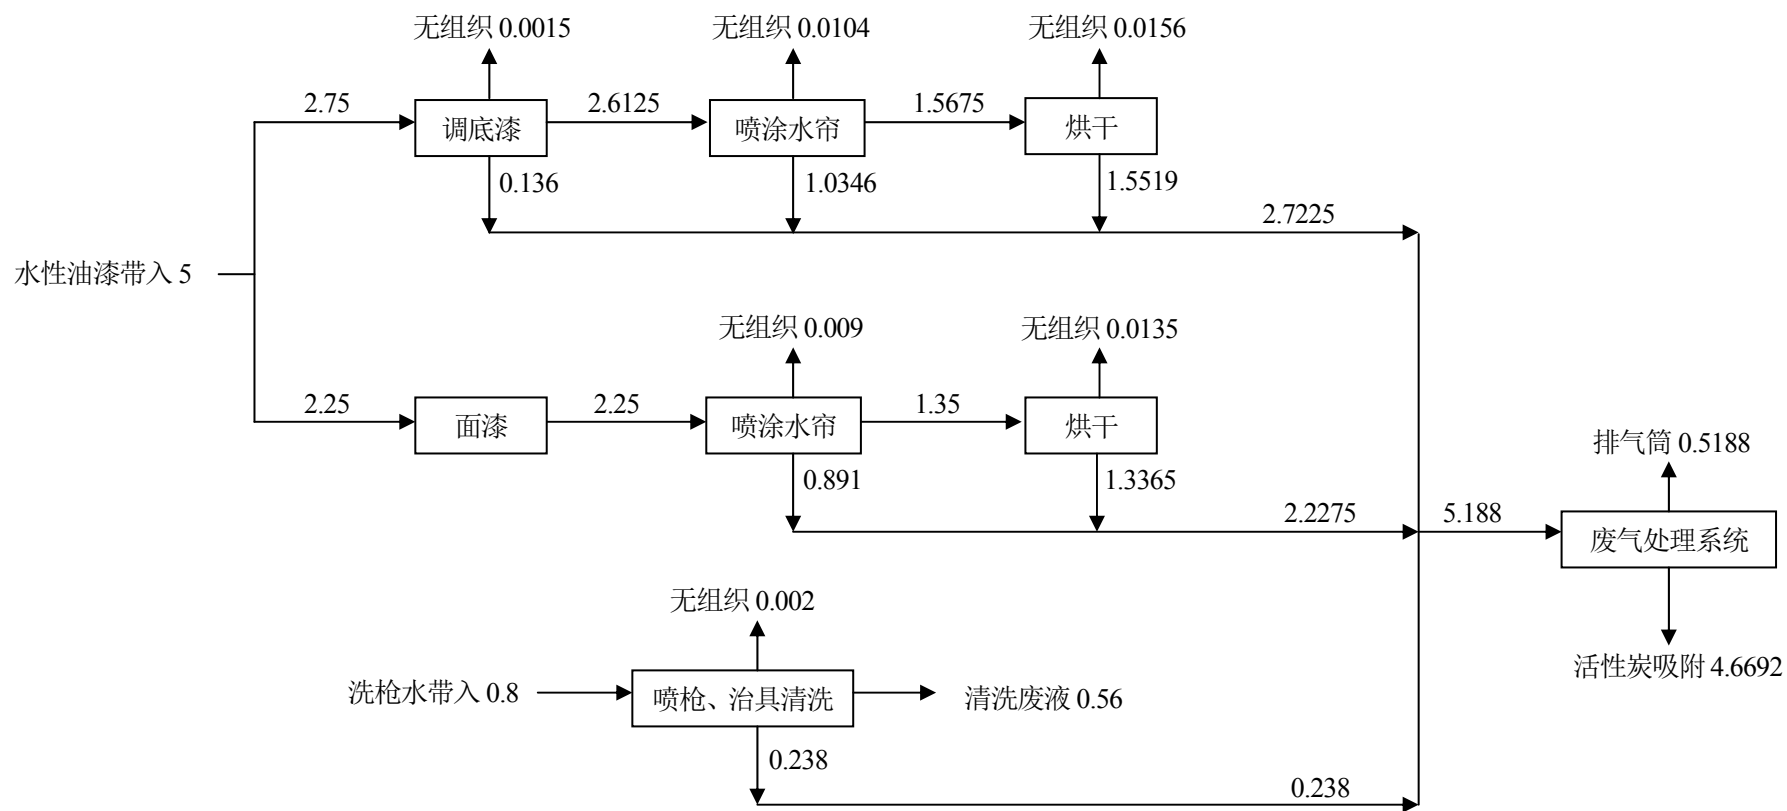 无组织 0.0015
无组织 0.0104
无组织 0.0156
2.75
调底漆
2.6125
喷涂水帘
1.5675
烘干
0.136
1.0346
1.5519
2.7225
水性油漆带入 5
无组织 0.009
无组织 0.0135
2.25
面漆
2.25
喷涂水帘
1.35
烘干
0.891
1.3365
2.2275
5.188
排气筒 0.5188
废气处理系统
活性炭吸附 4.6692
无组织 0.002
洗枪水带入 0.8
喷枪、治具清洗
清洗废液 0.56
0.238
0.238